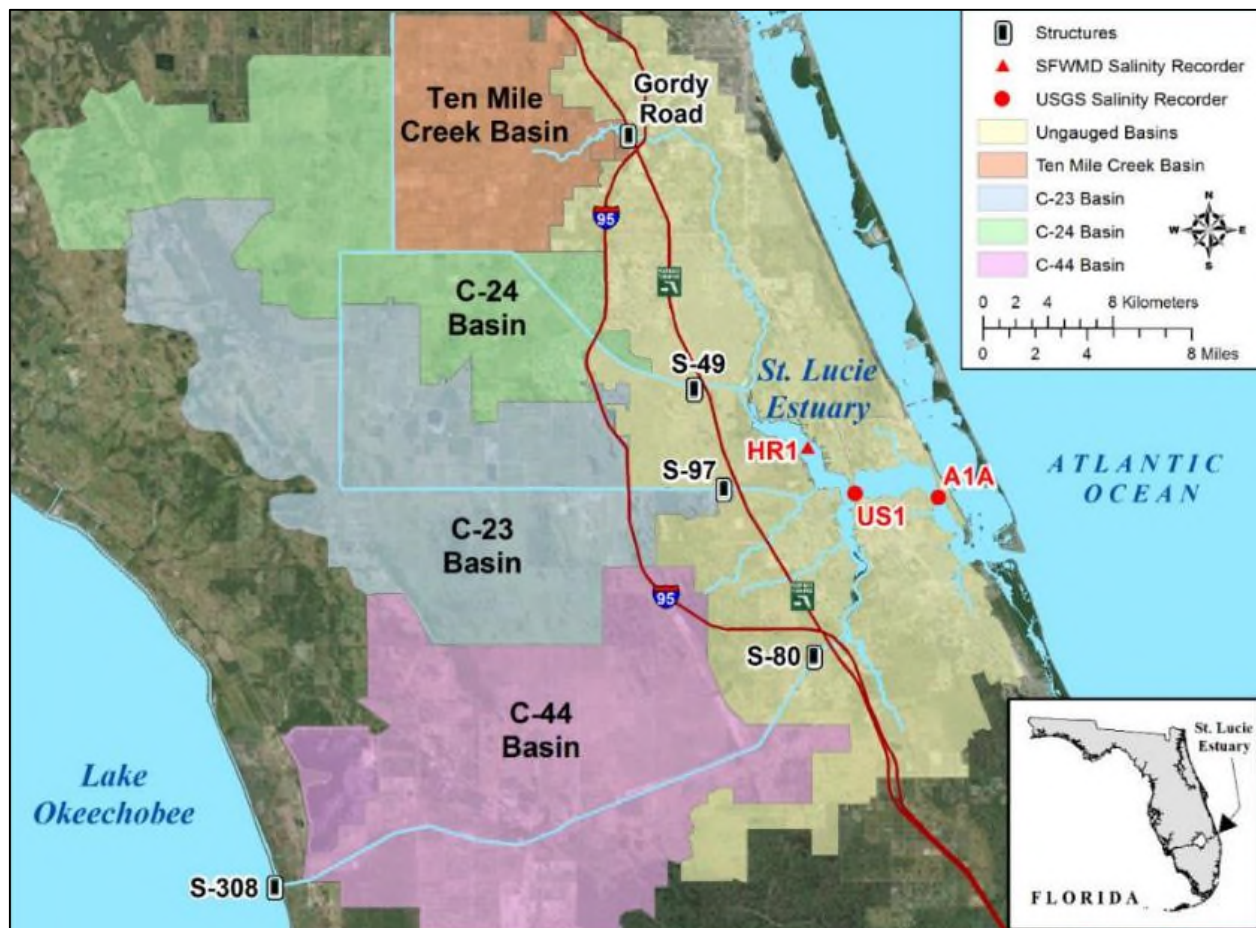 Structures
SFWMD Salinity Recorder
USGS Salinity Recorder
Ungauged Basins
Ten Mile Creek Basin
C-23 Basin
C-24 Basin
C-44 Basin
N
W
E
S
0 2 4 8 Kilometers
0 2 4 8 Miles
Ten Mile
Creek Basin
Gordy
Road
95
C-24
Basin
S-49
St. Lucie
Estuary
HR1
S-97
A1A
US1
ATLANTIC
OCEAN
C-23
Basin
95
S-80
C-44
Basin
Lake
Okeechobee
S-308
St. Lucie
Estuary
FLORIDA